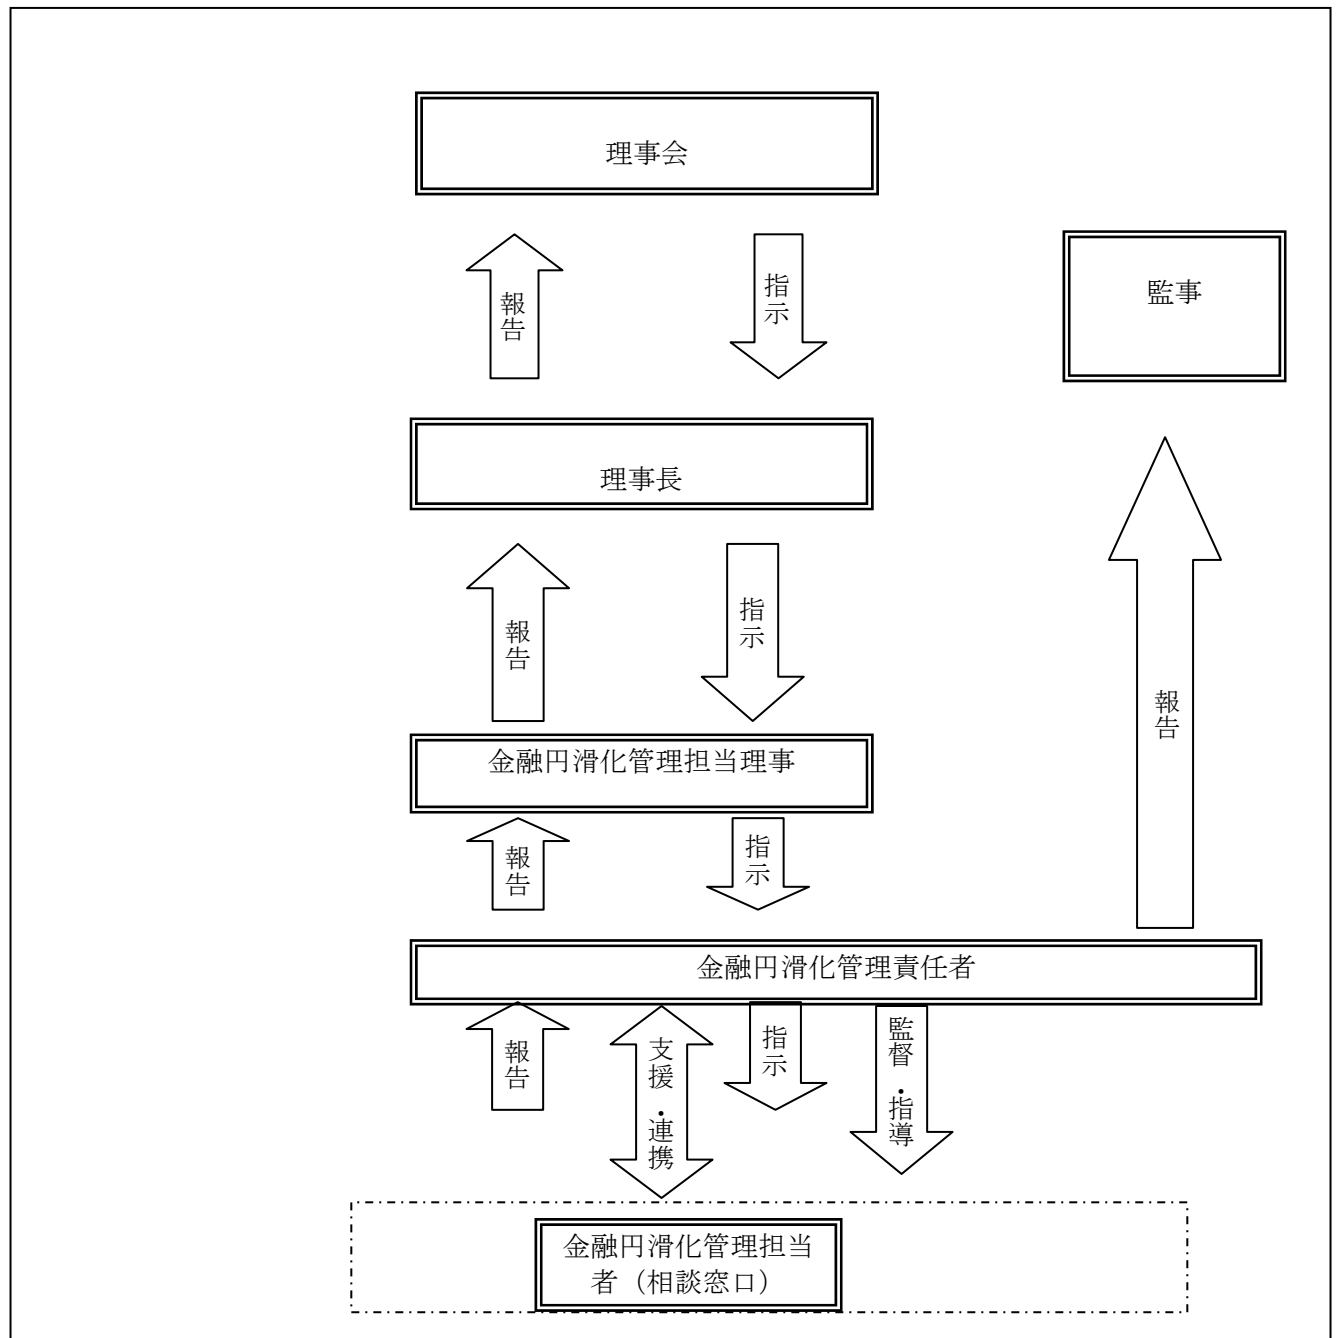 理事会
報告
指示
監事
理事長
報告
指示
報告
金融円滑化管理担当理事
報告
指示
金融円滑化管理責任者
報告
支援・連携
指示
監督・指導
金融円滑化管理担当
者（相談窓口）